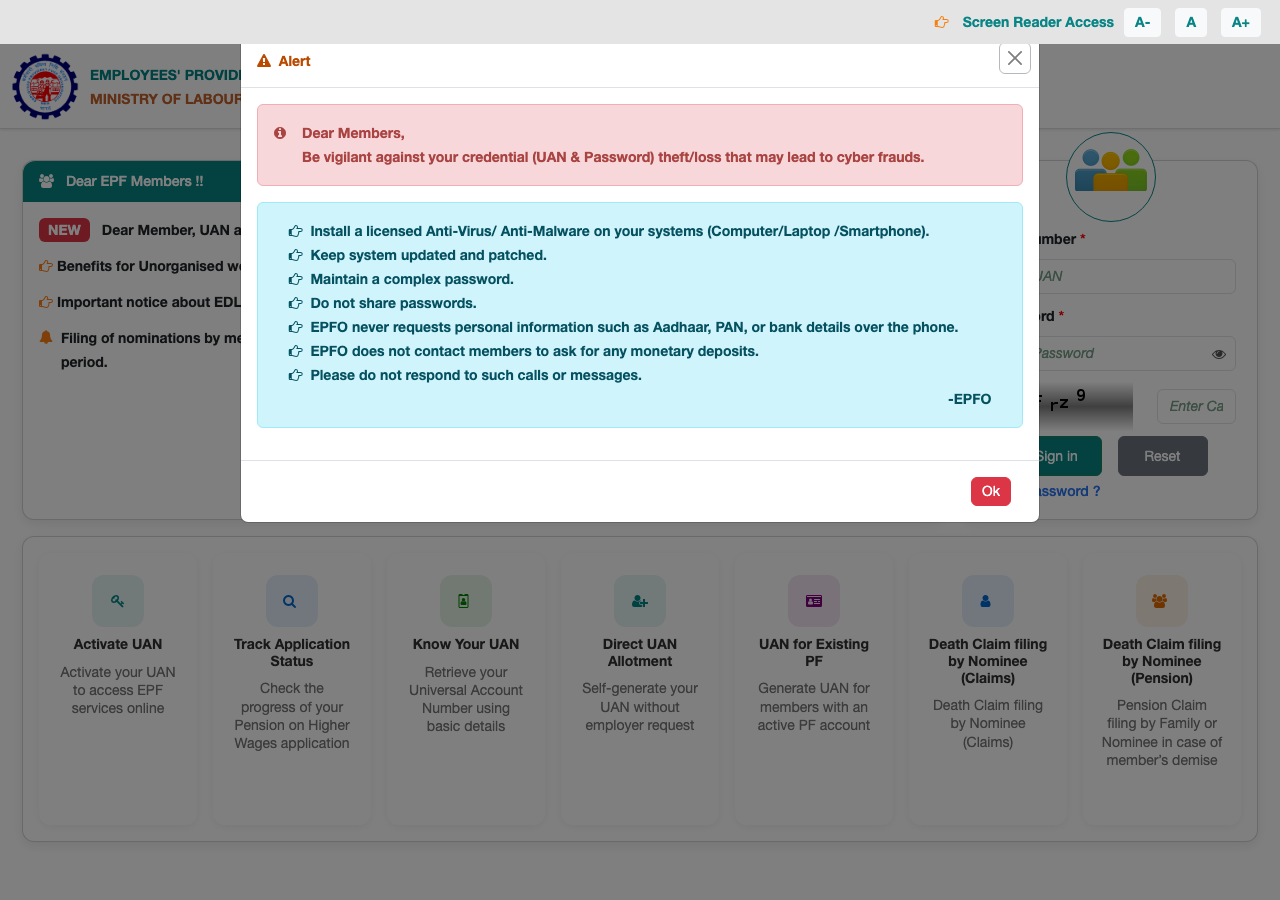 Screen Reader Access A- A A+
Alert
EMPLOYEES' PROVID
MINISTRY OF LABOUR
Dear Members,
Be vigilant against your credential (UAN & Password) theft/loss that may lead to cyber frauds.
Dear EPF Members !!
NEW Dear Member, UAN a
Benefits for Unorganised
Important notice about EDL
Filing of nominations by me
period.
Install a licensed Anti-Virus/ Anti-Malware on your systems (Computer/Laptop /Smartphone).
Keep system updated and patched.
Maintain a complex password.
Do not share passwords.
EPFO never requests personal information such as Aadhaar, PAN, or bank details over the phone.
EPFO does not contact members to ask for any monetary deposits.
Please do not respond to such calls or messages.
-EPFO
Ok
umber *
UAN
ord *
Password
rz 9
Enter Ca
Sign in
Reset
assword ?
Activate UAN
Activate your UAN
to access EPF
services online
Track Application
Status
Check the
progress of your
Pension on Higher
Wages application
Know Your UAN
Retrieve your
Universal Account
Number using
basic details
Direct UAN
Allotment
Self-generate your
UAN without
employer request
UAN for Existing
PF
Generate UAN for
members with an
active PF account
Death Claim filing
by Nominee
(Claims)
Death Claim filing
by Nominee
(Claims)
Death Claim filing
by Nominee
(Pension)
Pension Claim
filing by Family or
Nominee in case of
member's demise